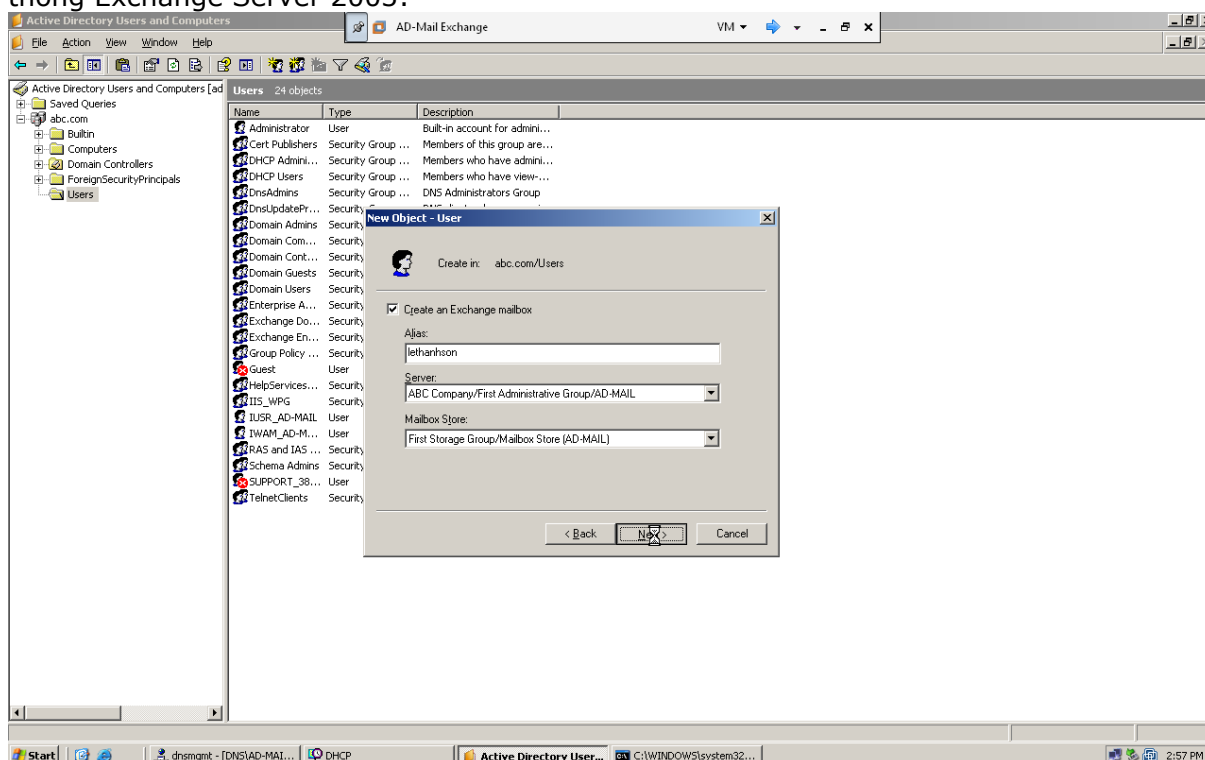 thong Exchange Server 2003.
Active Directory Users and Computers
AD-Mail Exchange
VM
File Action View Window Help
Active Directory Users and Computers [ad
Saved Queries
abc.com
Builtin
Computers
Domain Controllers
ForeignSecurityPrincipals
Users
Users 24 objects
Name Type Description
Administrator User Built-in account for admini...
Cert Publishers Security Group ... Members of this group are...
DHCP Admini... Security Group ... Members who have admini...
DHCP Users Security Group ... Members who have view-...
DnsAdmins Security Group ... DNS Administrators Group
DnsUpdatePr... Security
Domain Admins Security
Domain Com... Security
Domain Cont... Security
Domain Guests Security
Domain Users Security
Enterprise A... Security
Exchange Do... Security
Exchange En... Security
Group Policy ... Security
Guest User
HelpServices... Security
IIS_WPG Security
IUSR_AD-MAIL User
IWAM_AD-M... User
RAS and IAS ... Security
Schema Admins Security
SUPPORT_38... User
TelnetClients Security
New Object - User
Create in: abc.com/Users
Create an Exchange mailbox
Alias:
lethanhson
Server:
ABC Company/First Administrative Group/AD-MAIL
Mailbox Store:
First Storage Group/Mailbox Store (AD-MAIL)
< Back Next > Cancel
Start dnsmgmt - [DNS\AD-MAI... DHCP Active Directory User... C:\WINDOWS\system32... 2:57 PM